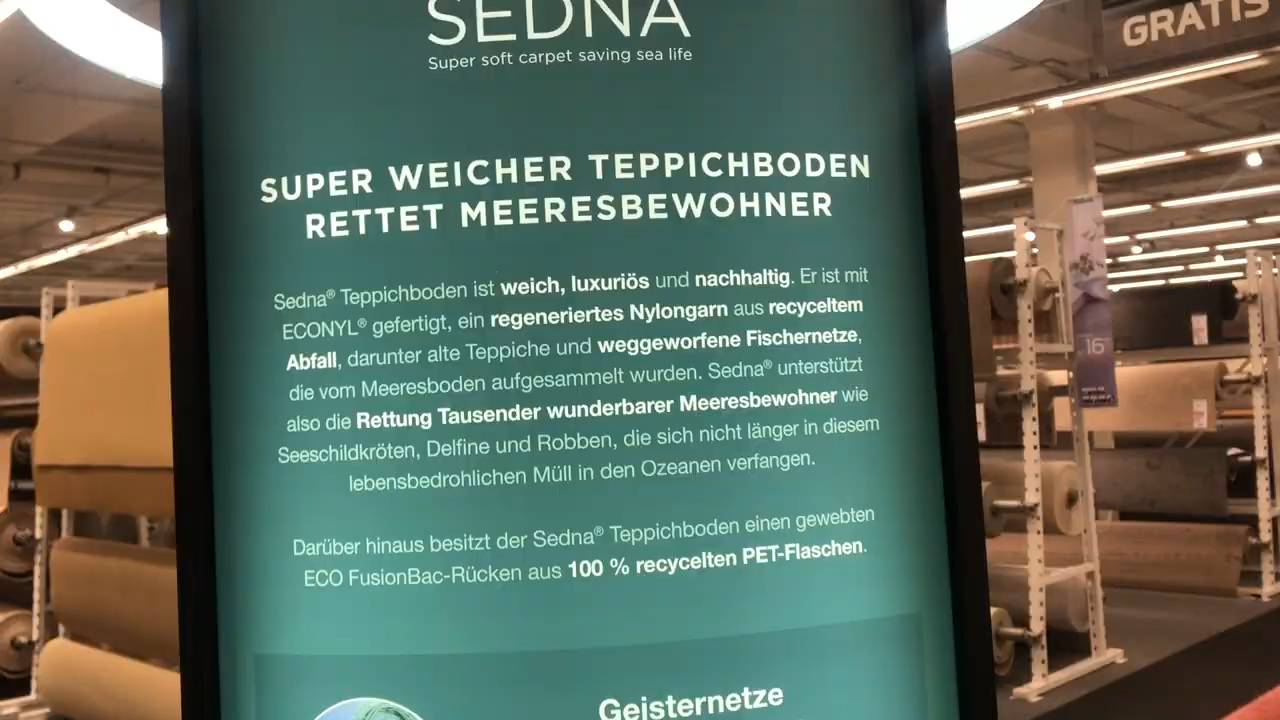 SEDNA
Super soft carpet saving sea life
SUPER WEICHER TEPPICHBODEN
RETTET MEERESBEWOHNER
Sedna® Teppichboden ist weich, luxuriös und nachhaltig. Er ist mit
ECONYL® gefertigt, ein regeneriertes Nylongarn aus recyceltem
Abfall, darunter alte Teppiche und weggeworfene Fischernetze,
die vom Meeresboden aufgesammelt wurden. Sedna® unterstützt
also die Rettung Tausender wunderbarer Meeresbewohner wie
Seeschildkröten, Delfine und Robben, die sich nicht länger in diesem
lebensbedrohlichen Müll in den Ozeanen verfangen.
Darüber hinaus besitzt der Sedna® Teppichboden einen gewebten
ECO FusionBac-Rücken aus 100 % recycelten PET-Flaschen.
Geisternetze
GRATIS
16